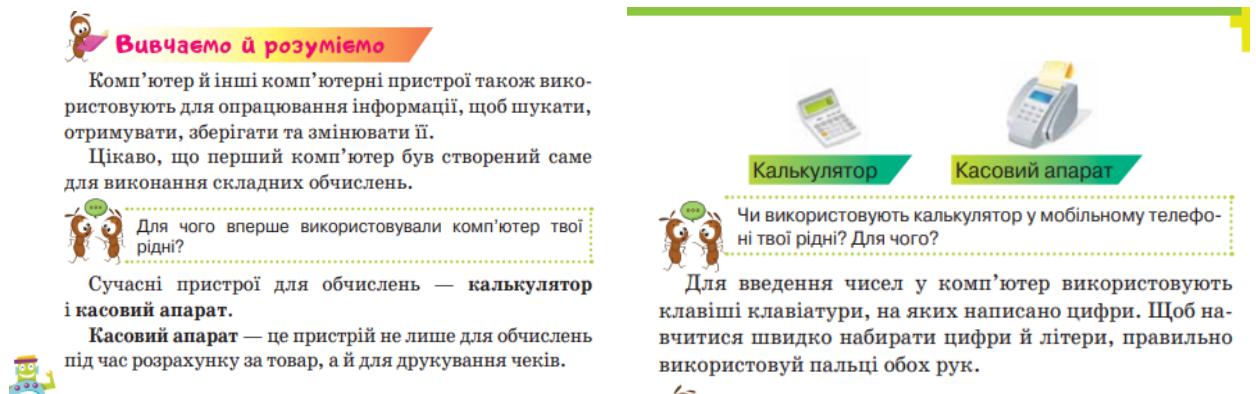 Вивчаємо й розуміємо
Комп’ютер й інші комп’ютерні пристрої також вико-
ристовують для опрацювання інформації, щоб шукати,
отримувати, зберігати та змінювати її.
Цікаво, що перший комп’ютер був створений саме
для виконання складних обчислень.
Для чого вперше використовували комп’ютер твої
рідні?
Сучасні пристрої для обчислень — калькулятор
і касовий апарат.
Касовий апарат — це пристрій не лише для обчислень
під час розрахунку за товар, а й для друкування чеків.
Калькулятор
Касовий апарат
Чи використовують калькулятор у мобільному телефо-
ні твої рідні? Для чого?
Для введення чисел у комп’ютер використовують
клавіші клавіатури, на яких написано цифри. Щоб на-
вчитися швидко набирати цифри й літери, правильно
використовуй пальці обох рук.